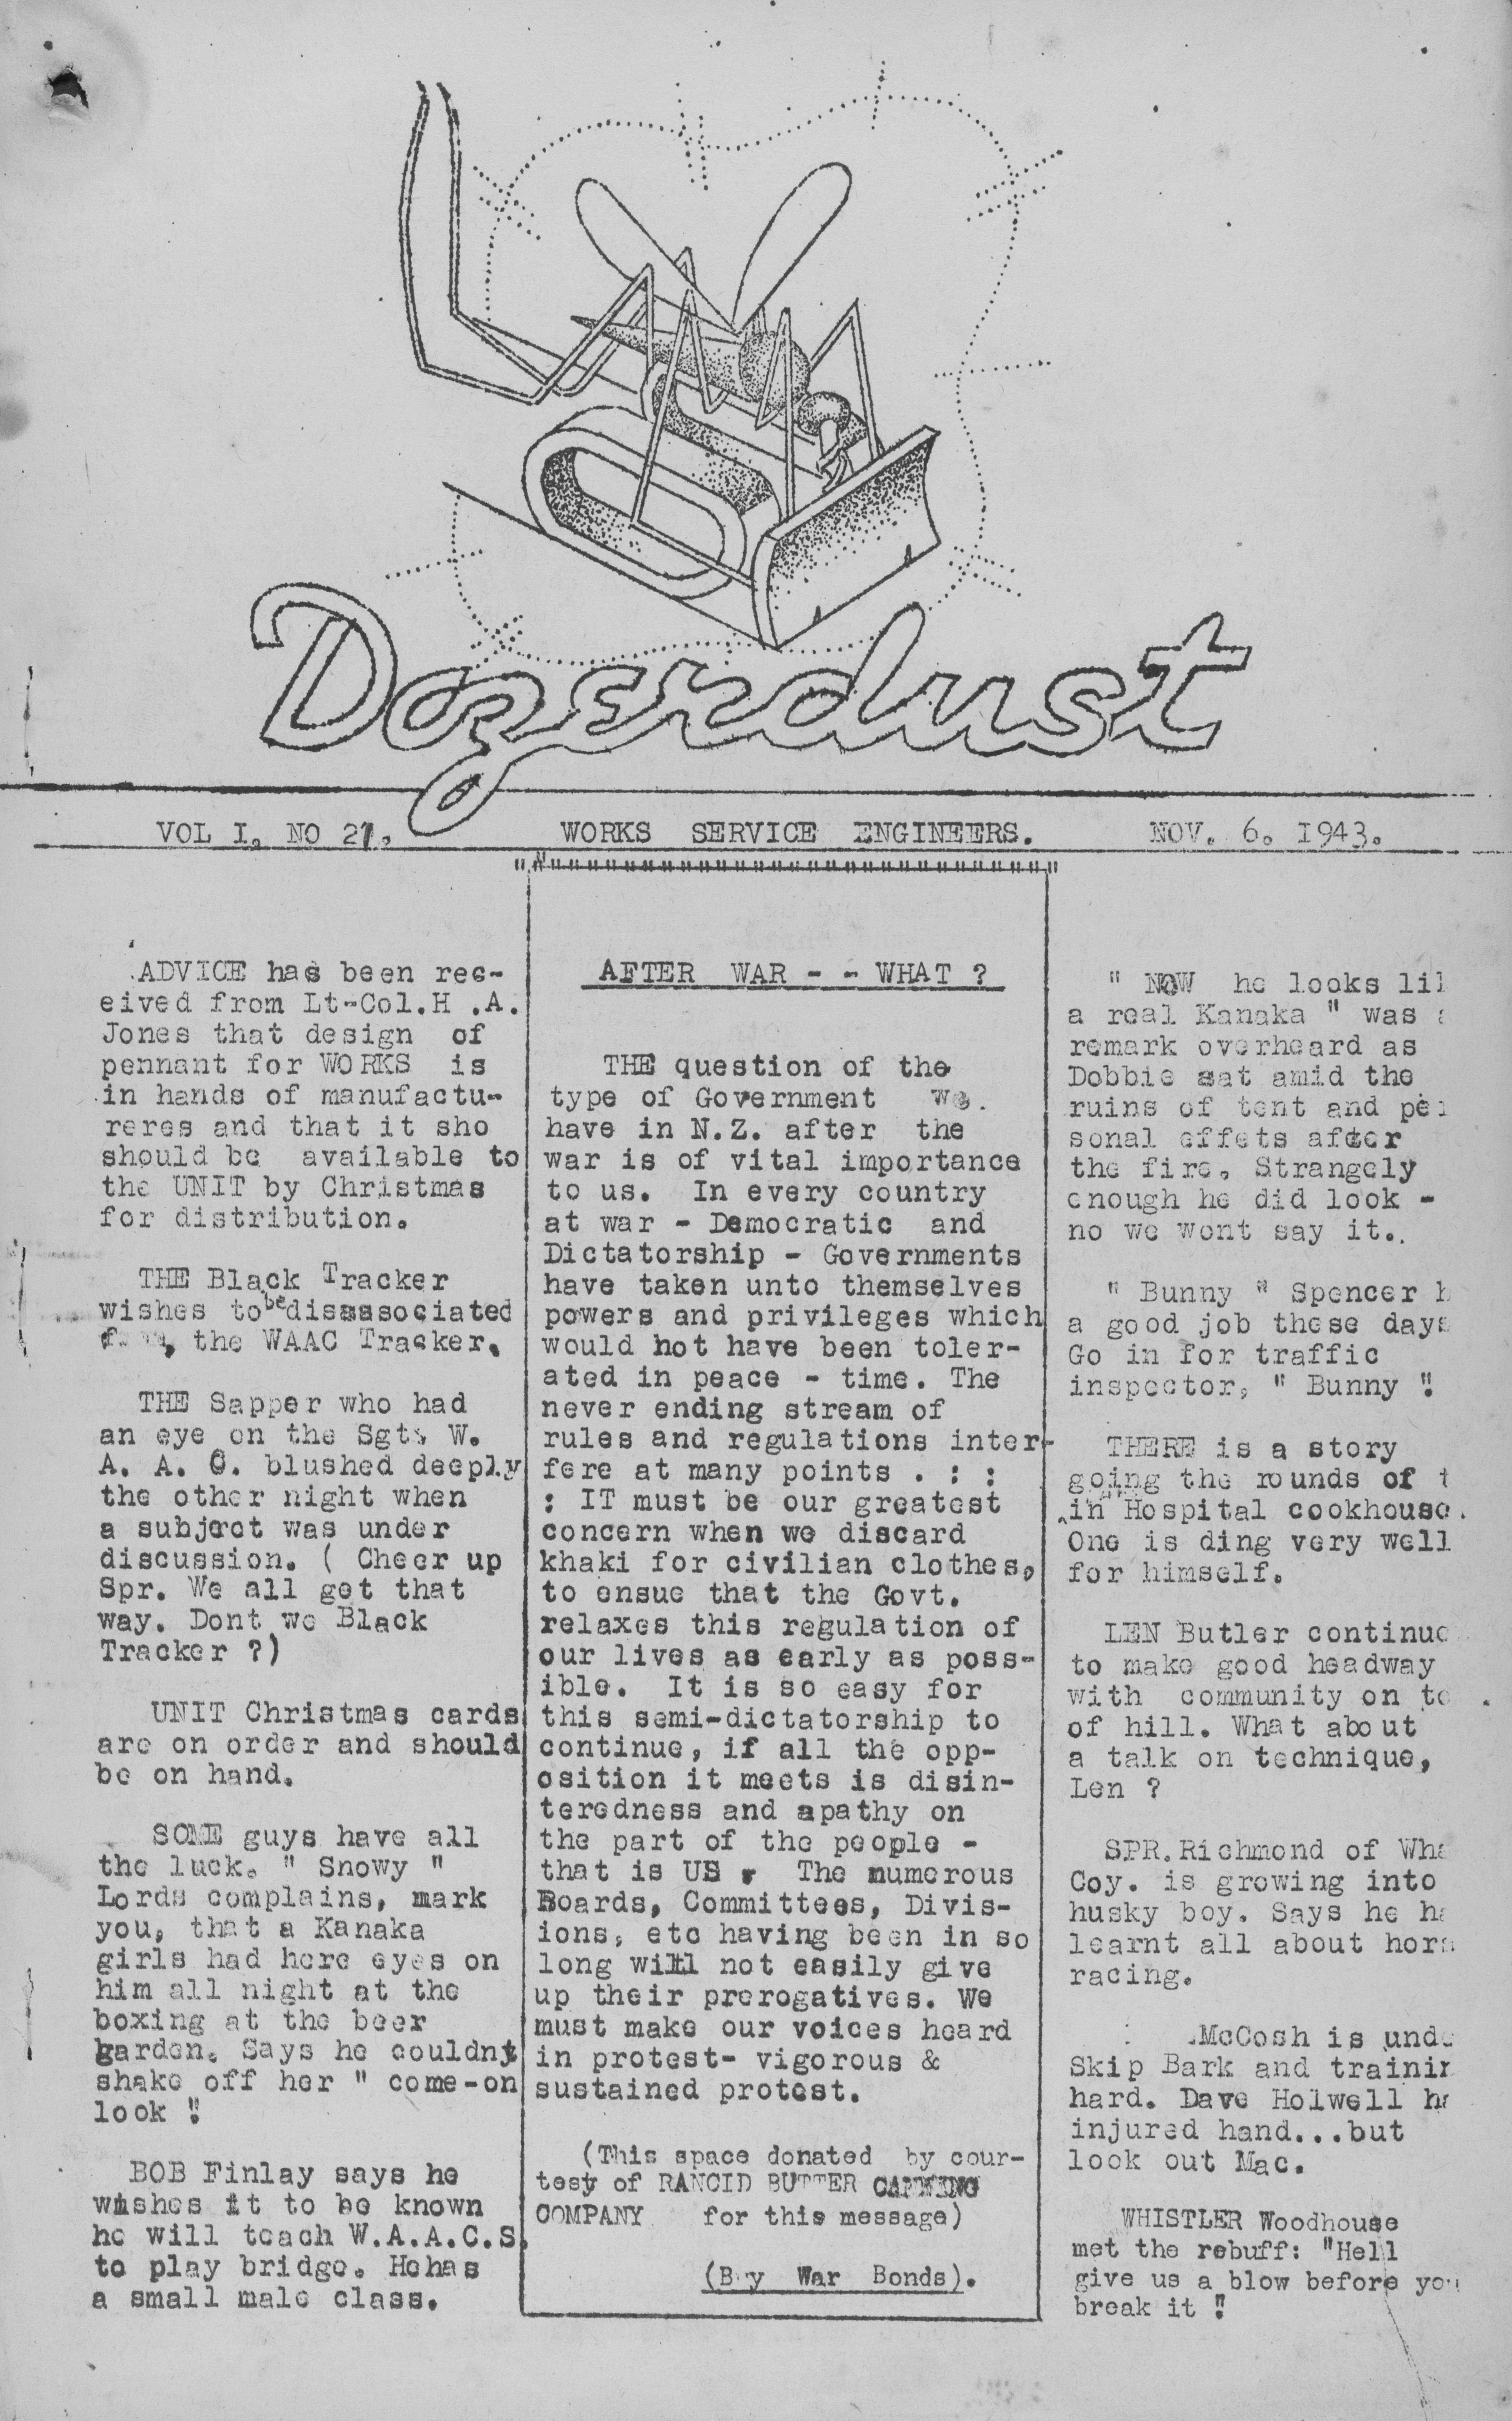 Dozerdust
VOL I. NO 21. WORKS SERVICE ENGINEERS. NOV. 6. 1943.
ADVICE has been rec-
eived from Lt-Col.H .A.
Jones that design of
pennant for WORKS is
in hands of manufactu-
rers and that it sho
should be available to
the UNIT by Christmas
for distribution.
THE Black Tracker
wishes to be disassociated
the WAAC Tracker.
THE Sapper who had
an eye on the Sgt. W.
A. A. C. blushed deeply
the other night when
a subject was under
discussion. ( Cheer up
Spr. We all get that
way. Dont we Black
Tracker ?)
UNIT Christmas cards
are on order and should
be on hand.
SOME guys have all
the luck. " Snowy "
Lords complains, mark
you, that a Kanaka
girls had here eyes on
him all night at the
boxing at the beer
garden. Says he couldnt
shake off her " come-on
look "!
BOB Finlay says he
wishes it to be known
he will teach W.A.A.C.S.
to play bridge. He has
a small male class.
AFTER WAR - - WHAT ?
THE question of the
type of Government we
have in N.Z. after the
war is of vital importance
to us. In every country
at war - Democratic and
Dictatorship - Governments
have taken unto themselves
powers and privileges which
would hot have been toler-
ated in peace - time. The
never ending stream of
rules and regulations inter-
fere at many points . : :
: IT must be our greatest
concern when we discard
khaki for civilian clothes,
to ensue that the Govt.
relaxes this regulation of
our lives as early as poss-
ible. It is so easy for
this semi-dictatorship to
continue, if all the opp-
osition it meets is disin-
teredness and apathy on
the part of the people -
that is US . The numerous
Boards, Committees, Divis-
ions, etc having been in so
long will not easily give
up their prerogatives. We
must make our voices heard
in protest- vigorous &
sustained protest.
(This space donated by cour-
tesy of RANCID BUTTER CANNING
COMPANY for this message)
(Buy War Bonds).
" NOW he looks
a real Kanaka " was
remark overheard as
Dobbie sat amid the
ruins of tent and
sonal effets after
the fire. Strangely
enough he did look -
no we wont say it.
" Bunny " Spencer
a good job these days
Go in for traffic
inspector, " Bunny "!
THERE is a story
going the rounds of
in Hospital cookhouse.
One is ding very well
for himself.
LEN Butler continue
to make good headway
with community on
of hill. What about
a talk on technique,
Len ?
SPR. Richmond of
Coy. is growing into
husky boy. Says he
learnt all about
racing.
McCosh is
Skip Bark and
hard. Dave Holwell
injured hand...but
look out Mac.
WHISTLER Woodhouse
met the rebuff: "Hell
give us a blow before you
break it "!